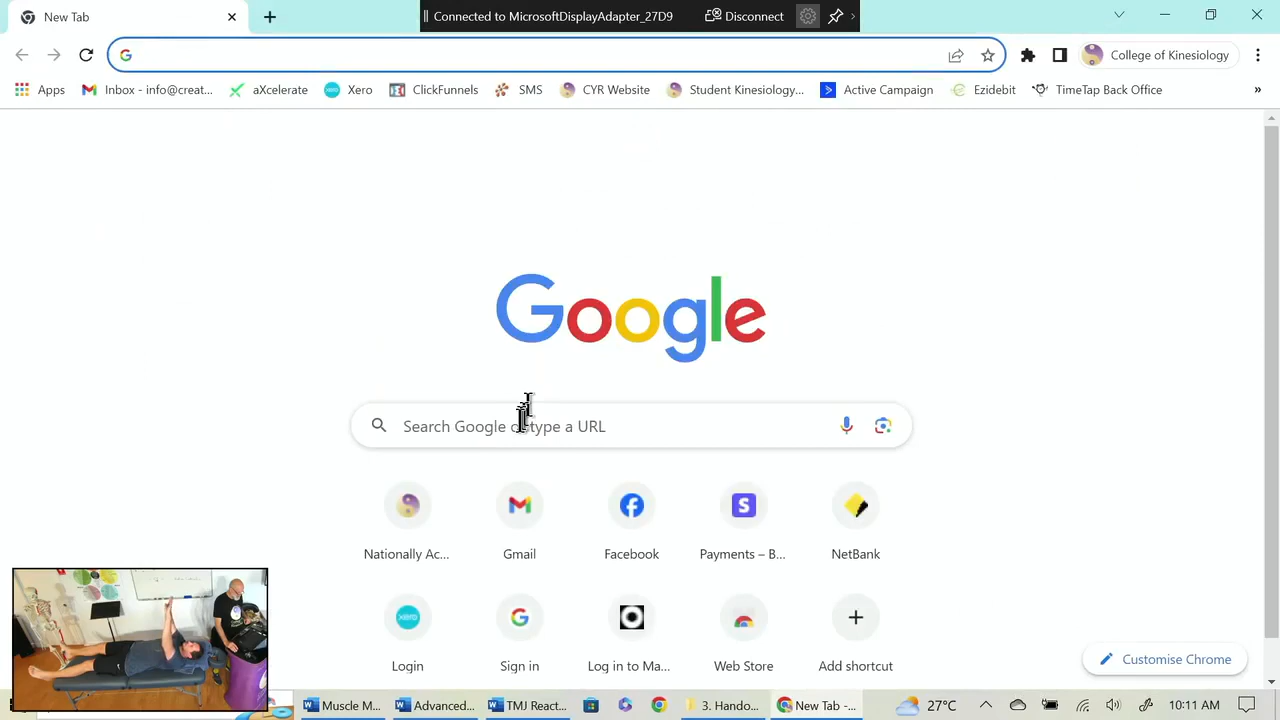 New Tab
Connected to MicrosoftDisplayAdapter_27D9
Disconnect
College of Kinesiology
Apps
Inbox - info@creat...
aXcelerate
Xero
ClickFunnels
SMS
CYR Website
Student Kinesiology...
Active Campaign
Ezidebit
TimeTap Back Office
»
Google
Search Google or type a URL
Nationally Ac...
Gmail
Facebook
Payments – B...
NetBank
Login
Sign in
Log in to Ma...
Web Store
Add shortcut
Customise Chrome
Muscle M...
Advanced...
TMJ React...
3. Hando...
New Tab -...
27°C
10:11 AM